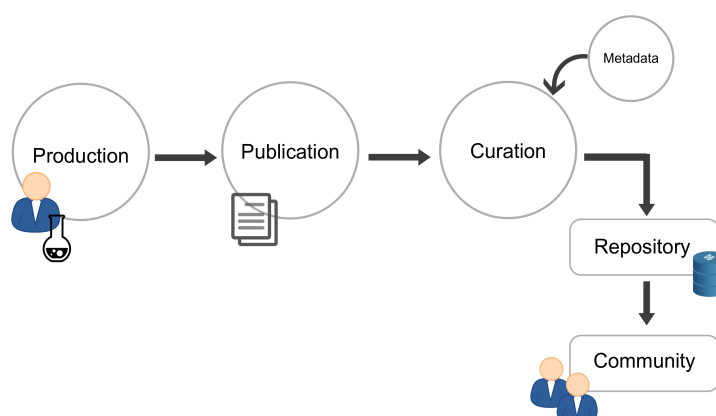 Metadata
Production
Publication
Curation
Repository
Community